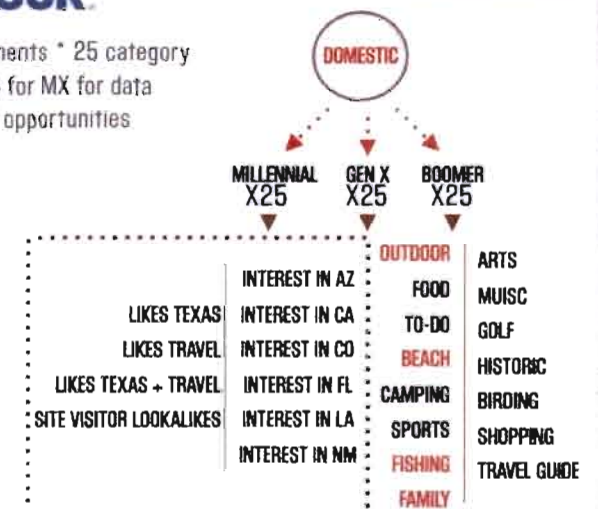 ments * 25 category
for MX for data
opportunities
DOMESTIC
MILLENNIAL
X25
GEN X
X25
BOOMER
X25
LIKES TEXAS
LIKES TRAVEL
LIKES TEXAS + TRAVEL
SITE VISITOR LOOKALIKES
INTEREST IN AZ
INTEREST IN CA
INTEREST IN CO
INTEREST IN FL
INTEREST IN LA
INTEREST IN NM
OUTDOOR
FOOD
TO-DO
BEACH
CAMPING
SPORTS
FISHING
FAMILY
ARTS
MUISC
GOLF
HISTORIC
BIRDING
SHOPPING
TRAVEL GUIDE